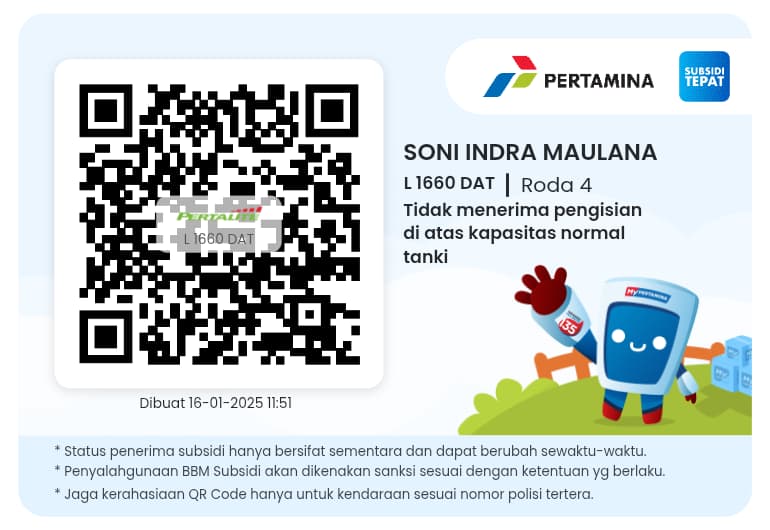 PERTAMINA
SUBSIDI
TEPAT
SONI INDRA MAULANA
L 1660 DAT | Roda 4
Tidak menerima pengisian
di atas kapasitas normal
tanki
PERTALITE
L 1660 DAT
MyPERTAMINA
135
Dibuat 16-01-2025 11:51
* Status penerima subsidi hanya bersifat sementara dan dapat berubah sewaktu-waktu.
* Penyalahgunaan BBM Subsidi akan dikenakan sanksi sesuai dengan ketentuan yg berlaku.
* Jaga kerahasiaan QR Code hanya untuk kendaraan sesuai nomor polisi tertera.